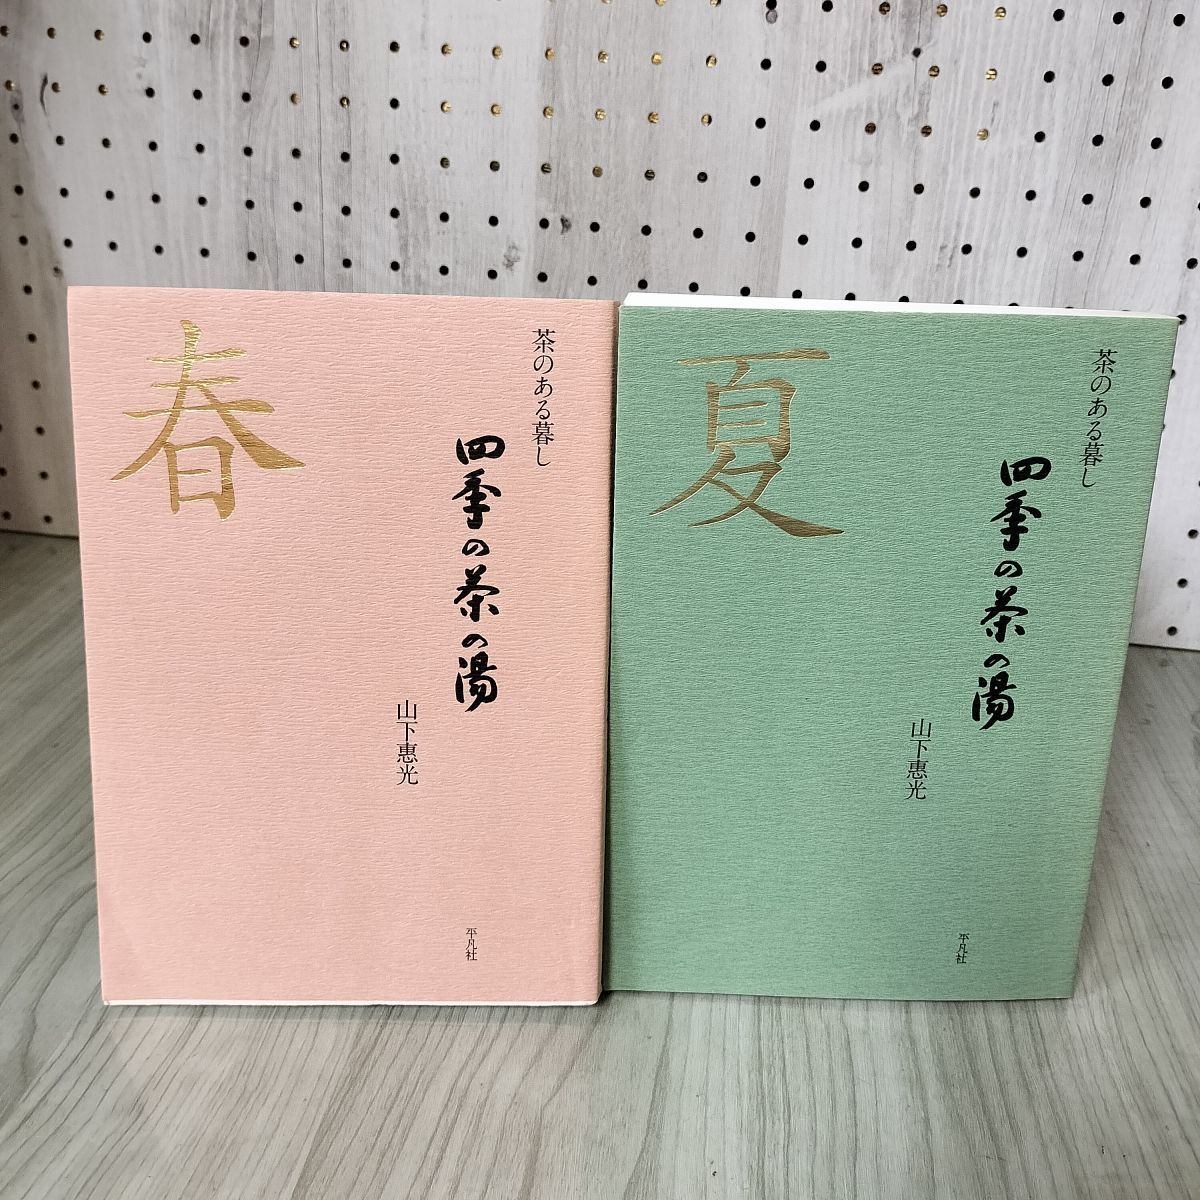 春
茶のある暮し
四季の茶の湯
山下惠光
平凡社
夏
茶のある暮し
四季の茶の湯
山下惠光
平凡社